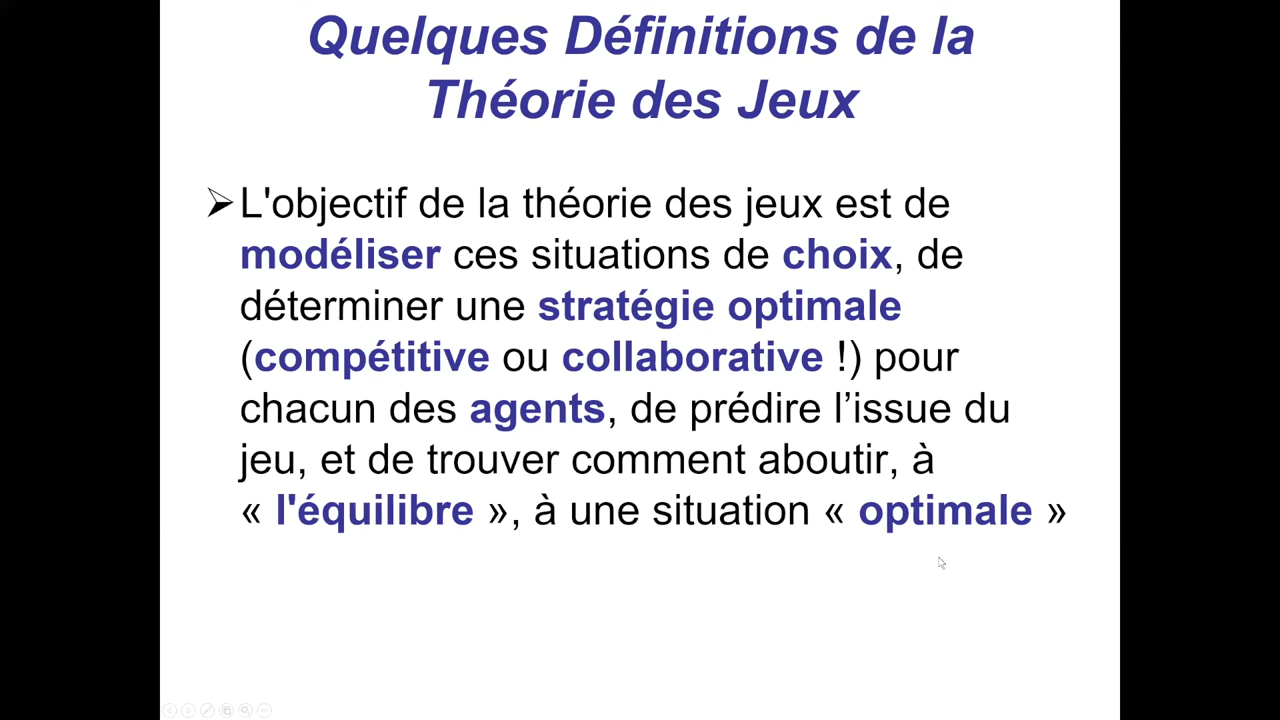 Quelques Définitions de la
Théorie des Jeux
➢L'objectif de la théorie des jeux est de
modéliser ces situations de choix, de
déterminer une stratégie optimale
(compétitive ou collaborative !) pour
chacun des agents, de prédire l’issue du
jeu, et de trouver comment aboutir, à
« l'équilibre », à une situation « optimale »